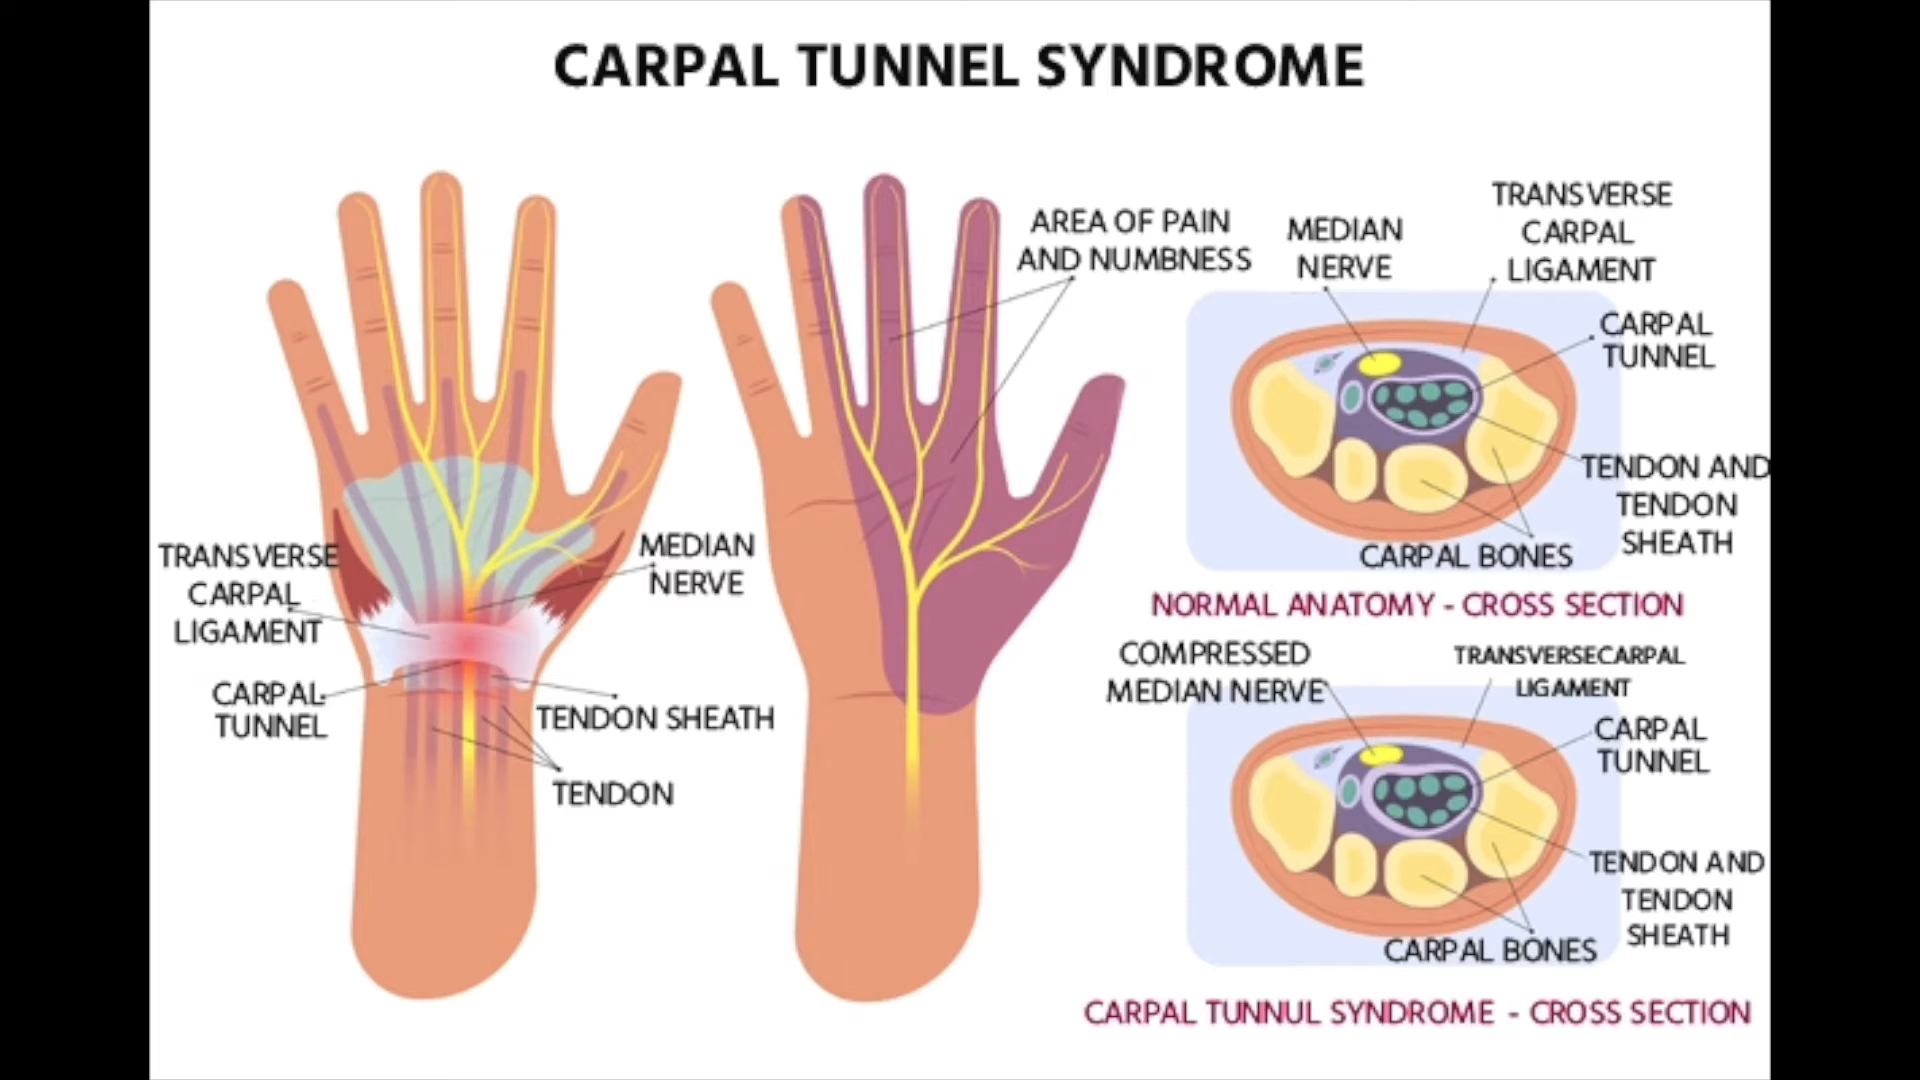 CARPAL TUNNEL SYNDROME
TRANSVERSE
CARPAL
LIGAMENT
CARPAL
TUNNEL
MEDIAN
NERVE
TENDON SHEATH
TENDON
AREA OF PAIN
AND NUMBNESS
MEDIAN
NERVE
TRANSVERSE
CARPAL
LIGAMENT
CARPAL
TUNNEL
TENDON AND
TENDON
SHEATH
CARPAL BONES
NORMAL ANATOMY - CROSS SECTION
COMPRESSED
MEDIAN NERVE
TRANSVERSECARPAL
LIGAMENT
CARPAL
TUNNEL
TENDON AND
TENDON
SHEATH
CARPAL BONES
CARPAL TUNNUL SYNDROME - CROSS SECTION